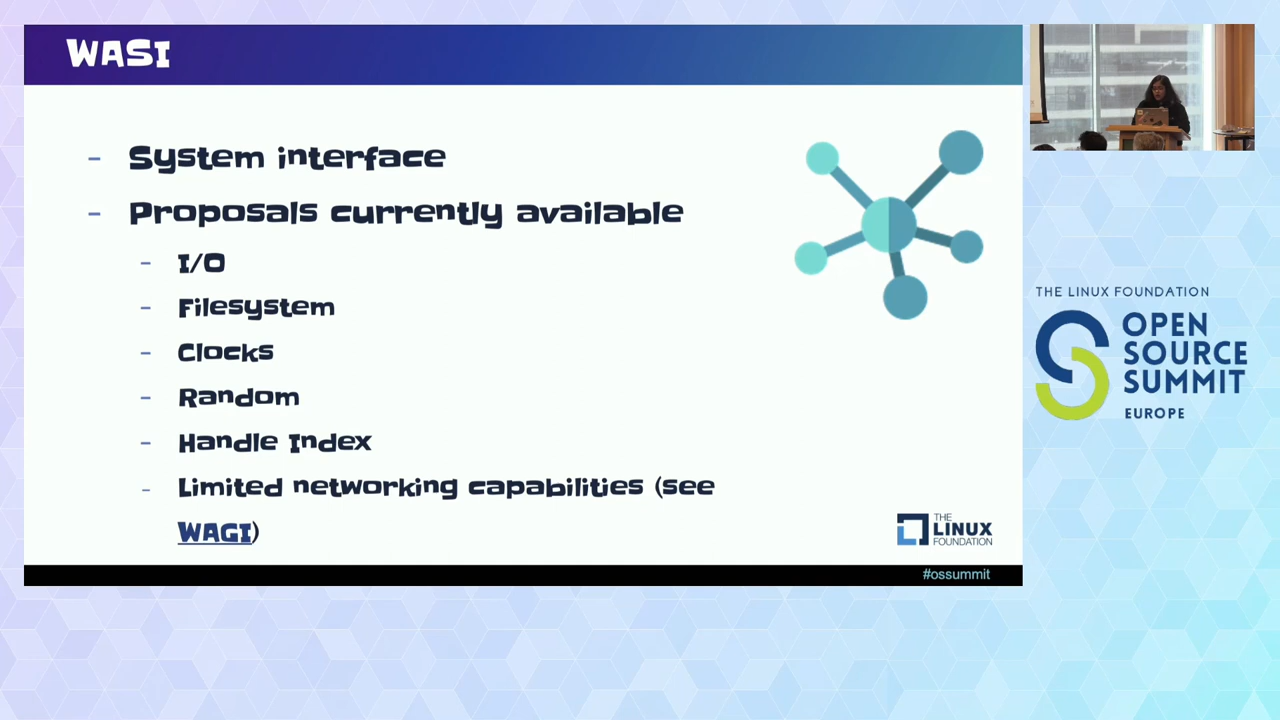 WASI
- System interface
- Proposals currently available
- I/O
- Filesystem
- Clocks
- Random
- Handle Index
- Limited networking capabilities (see
WAGI)
THE
LINUX
FOUNDATION
#ossummit
THE LINUX FOUNDATION
OPEN
SOURCE
SUMMIT
EUROPE